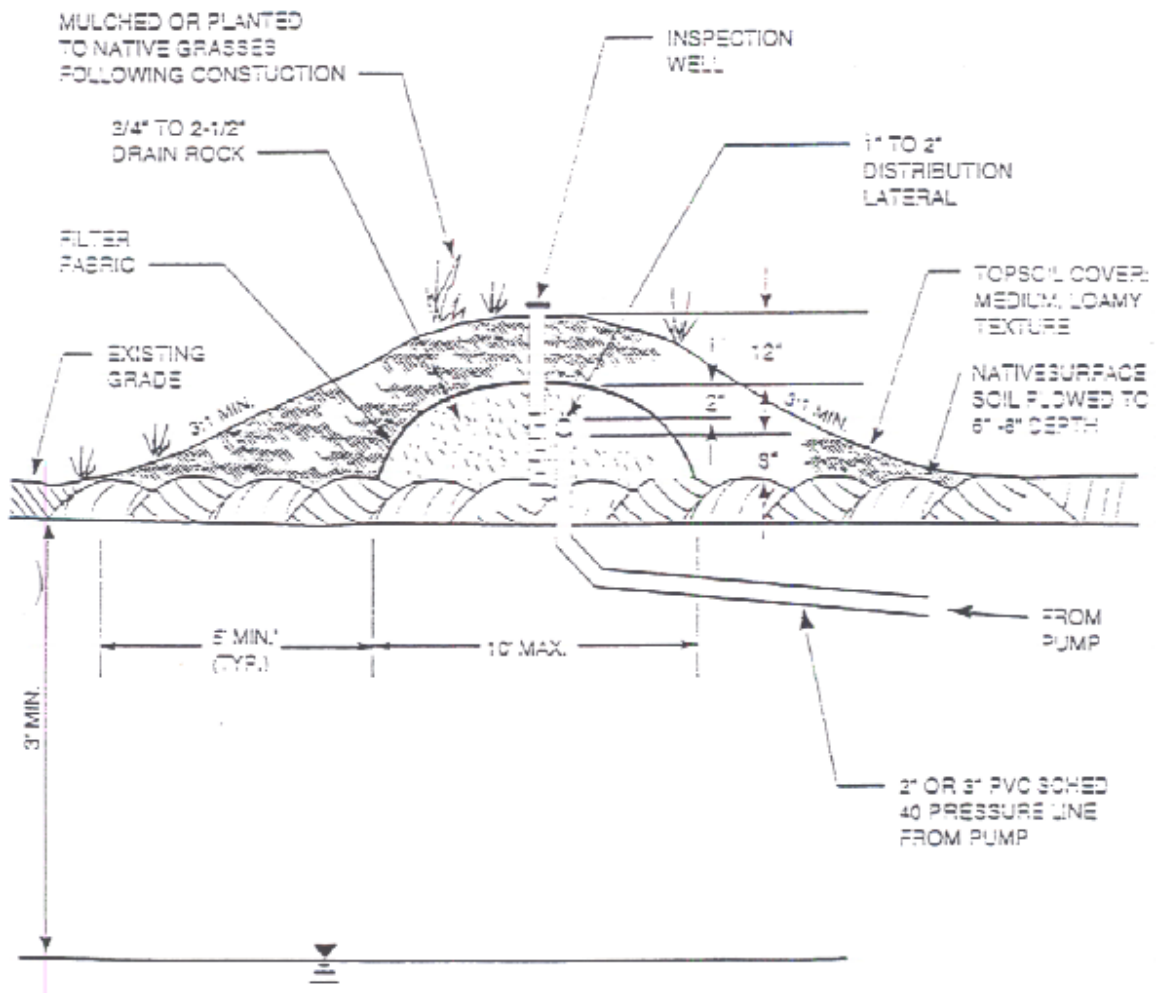 MULCHED OR PLANTED
TO NATIVE GRASSES
FOLLOWING CONSTUCTION
INSPECTION
WELL
3/4" TO 2-1/2"
DRAIN ROCK
1" TO 2"
DISTRIBUTION
LATERAL
FILTER
FABRIC
TOPSOIL COVER:
MEDIUM, LOAMY
TEXTURE
EXISTING
GRADE
NATIVE SURFACE
SOIL PLOWED TO
6" -8" DEPTH
12"
2"
3:1 MIN.
3:1 MIN.
FROM
PUMP
(TYP.)
10' MAX.
3' MIN.
2" OR 3" PVC SCHED
40 PRESSURE LINE
FROM PUMP